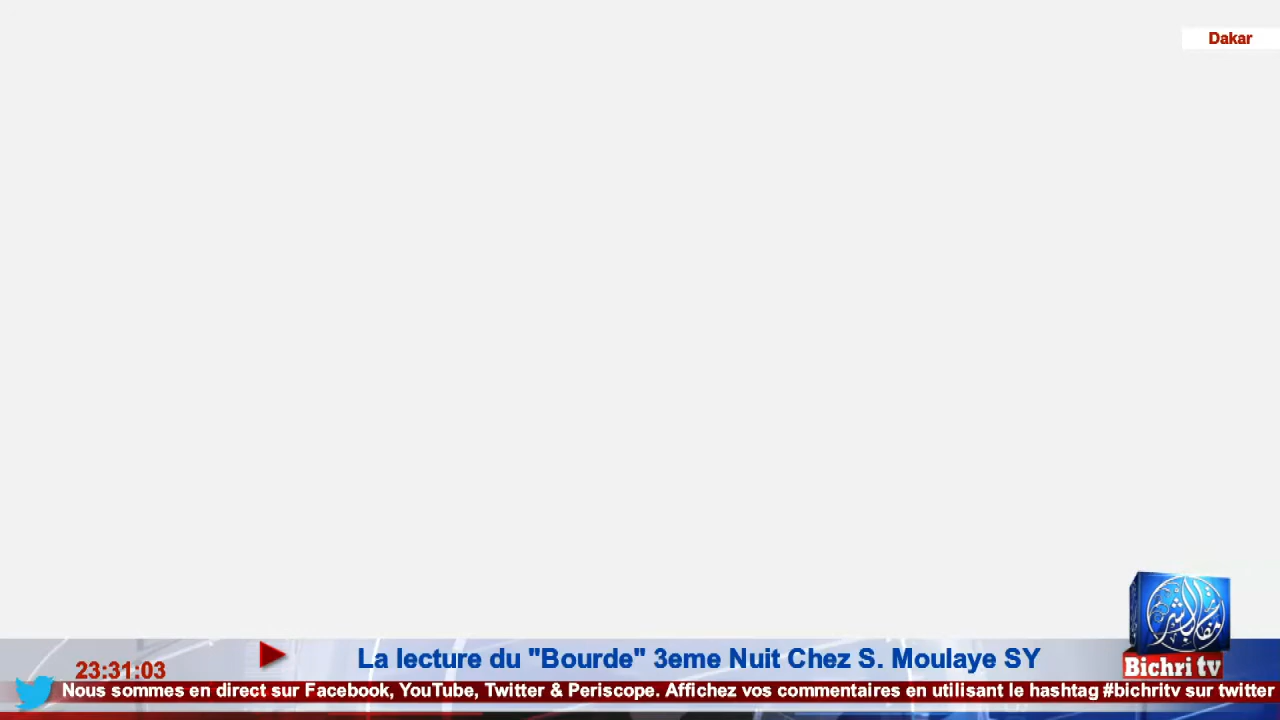 Dakar
La lecture du "Bourde" 3eme Nuit Chez S. Moulaye SY
23:31:03
Bichri tv
Nous sommes en direct sur Facebook, YouTube, Twitter & Periscope. Affichez vos commentaires en utilisant le hashtag #bichritv sur twitter